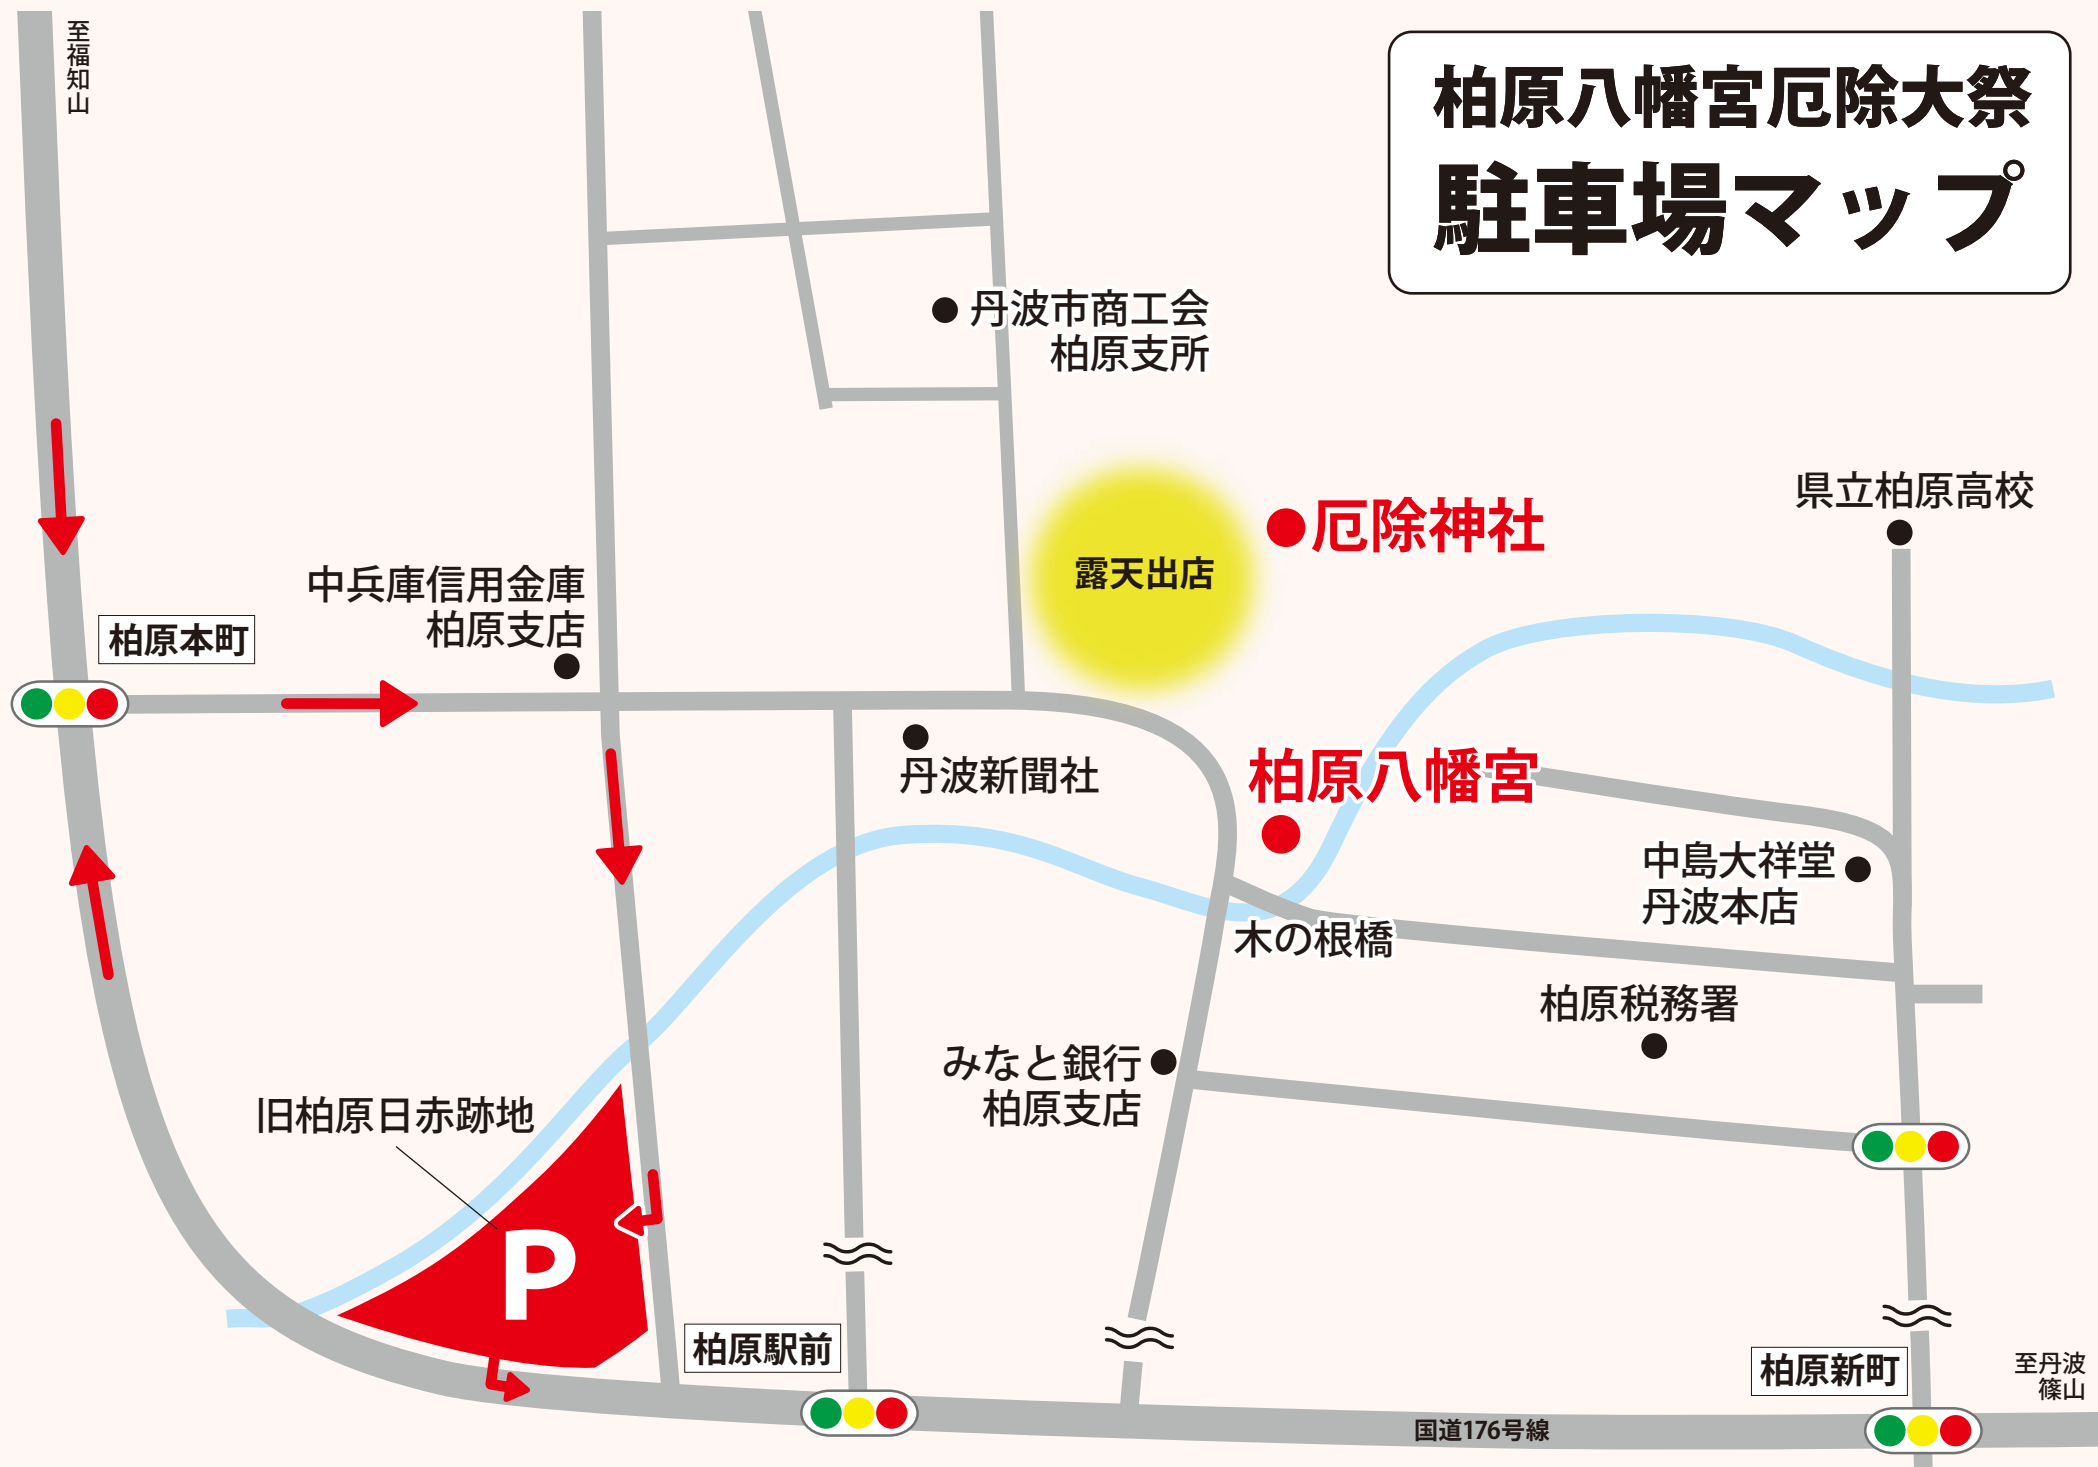 至福知山
柏原八幡宮厄除大祭
駐車場マップ
丹波市商工会
柏原支所
県立柏原高校
厄除神社
露天出店
中兵庫信用金庫
柏原支店
柏原本町
丹波新聞社
柏原八幡宮
中島大祥堂
丹波本店
木の根橋
柏原税務署
みなと銀行
柏原支店
旧柏原日赤跡地
P
柏原駅前
柏原新町
至丹波
篠山
国道176号線